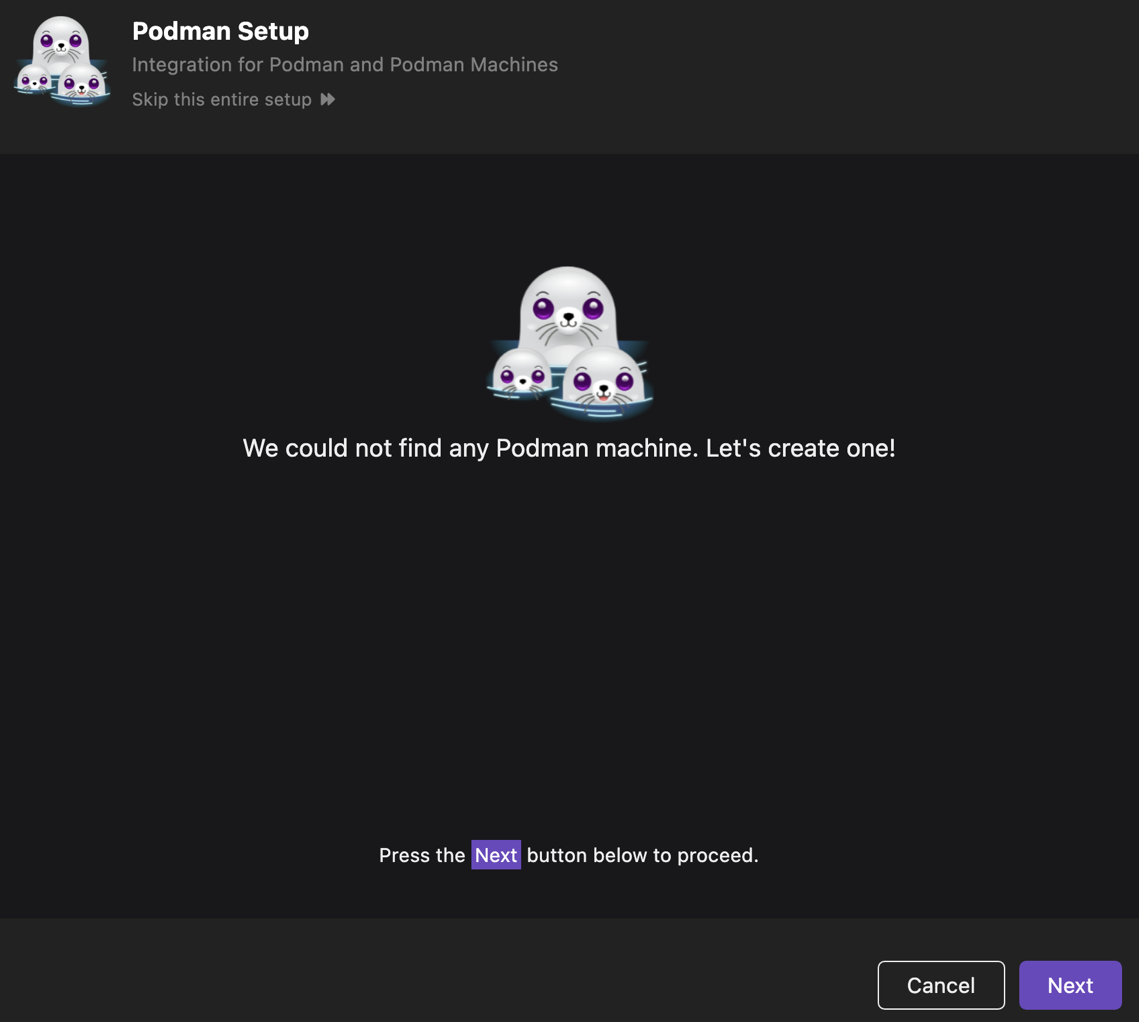 Podman Setup
Integration for Podman and Podman Machines
Skip this entire setup
We could not find any Podman machine. Let's create one!
Press the Next button below to proceed.
Cancel
Next